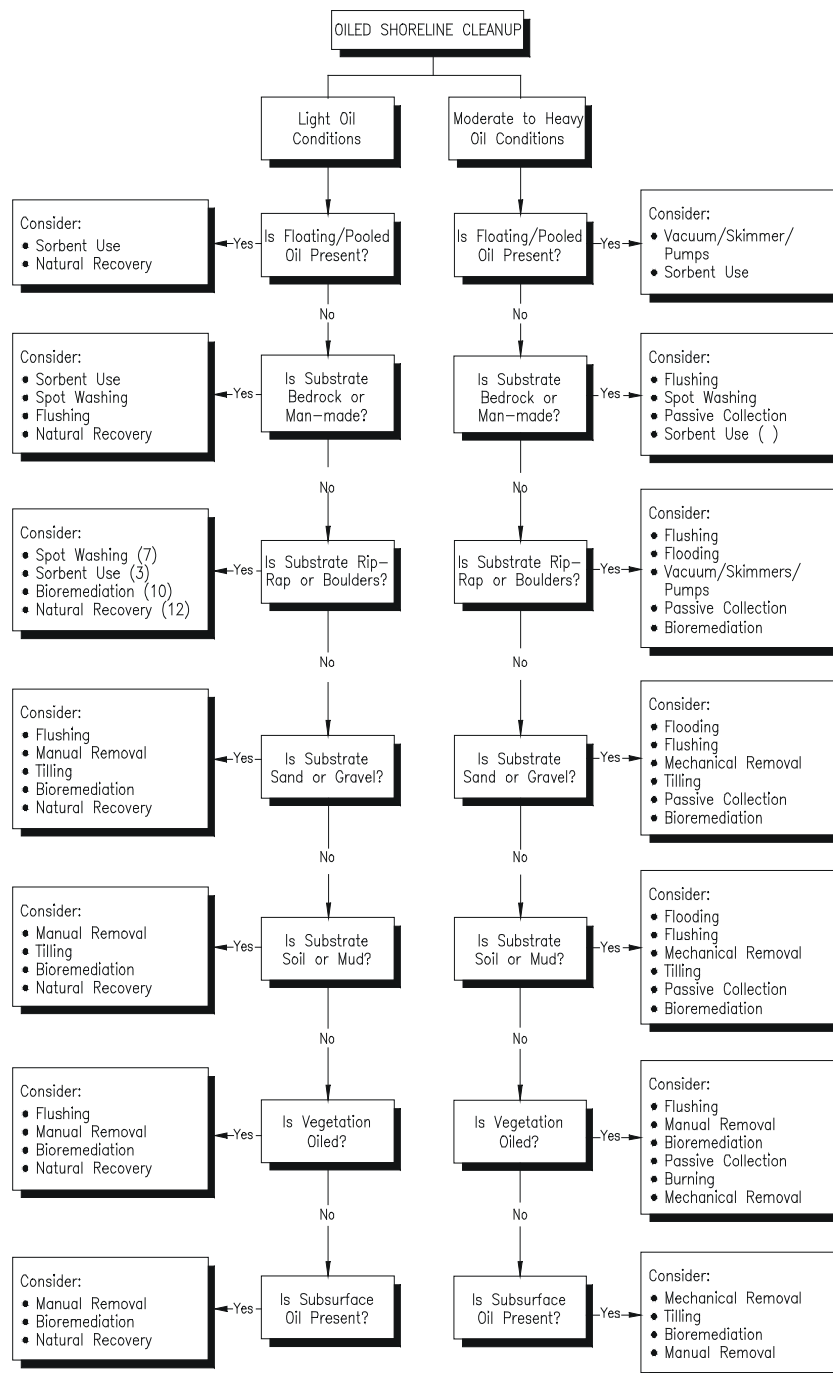 OILED SHORELINE CLEANUP
Light Oil
Conditions
Moderate to Heavy
Oil Conditions
Consider:
• Sorbent Use
• Natural Recovery
Yes
Is Floating/Pooled
Oil Present?
Is Floating/Pooled
Oil Present?
Yes
Consider:
• Vacuum/Skimmer/
Pumps
• Sorbent Use
No
No
Consider:
• Sorbent Use
• Spot Washing
• Flushing
• Natural Recovery
Yes
Is Substrate
Bedrock or
Man-made?
Is Substrate
Bedrock or
Man-made?
Yes
Consider:
• Flushing
• Spot Washing
• Passive Collection
• Sorbent Use ( )
No
No
Consider:
• Spot Washing (7)
• Sorbent Use (3)
• Bioremediation (10)
• Natural Recovery (12)
Yes
Is Substrate Rip-
Rap or Boulders?
Is Substrate Rip-
Rap or Boulders?
Yes
Consider:
• Flushing
• Flooding
• Vacuum/Skimmers/
Pumps
• Passive Collection
• Bioremediation
No
No
Consider:
• Flushing
• Manual Removal
• Tilling
• Bioremediation
• Natural Recovery
Yes
Is Substrate
Sand or Gravel?
Is Substrate
Sand or Gravel?
Yes
Consider:
• Flooding
• Flushing
• Mechanical Removal
• Tilling
• Passive Collection
• Bioremediation
No
No
Consider:
• Manual Removal
• Tilling
• Bioremediation
• Natural Recovery
Yes
Is Substrate
Soil or Mud?
Is Substrate
Soil or Mud?
Yes
Consider:
• Flooding
• Flushing
• Mechanical Removal
• Tilling
• Passive Collection
• Bioremediation
No
No
Consider:
• Flushing
• Manual Removal
• Bioremediation
• Natural Recovery
Yes
Is Vegetation
Oiled?
Is Vegetation
Oiled?
Yes
Consider:
• Flushing
• Manual Removal
• Bioremediation
• Passive Collection
• Burning
• Mechanical Removal
No
No
Consider:
• Manual Removal
• Bioremediation
• Natural Recovery
Yes
Is Subsurface
Oil Present?
Is Subsurface
Oil Present?
Yes
Consider:
• Mechanical Removal
• Tilling
• Bioremediation
• Manual Removal